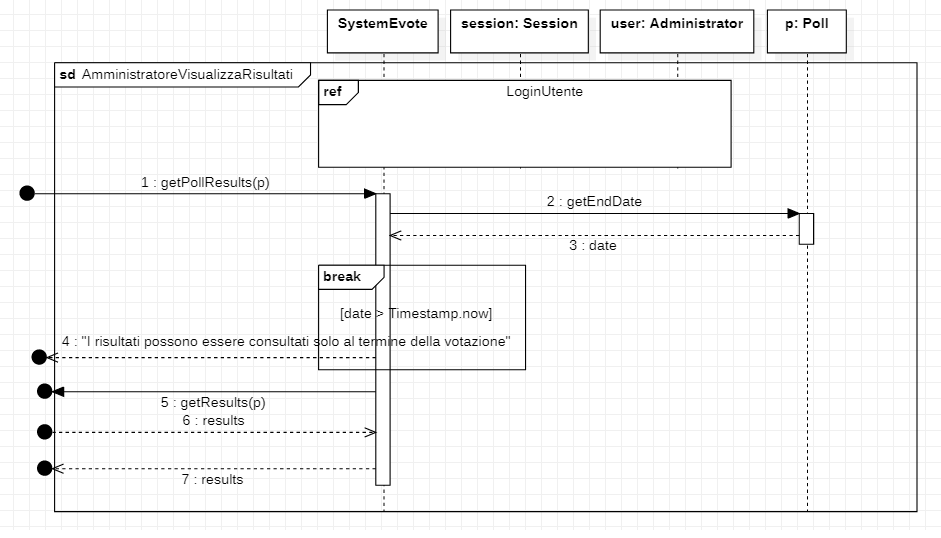 SystemEvote
session: Session
user: Administrator
p: Poll
sd AmministratoreVisualizzaRisultati
ref
LoginUtente
1 : getPollResults(p)
2 : getEndDate
3 : date
break
[date > Timestamp.now]
4 : "I risultati possono essere consultati solo al termine della votazione"
5 : getResults(p)
6 : results
7 : results